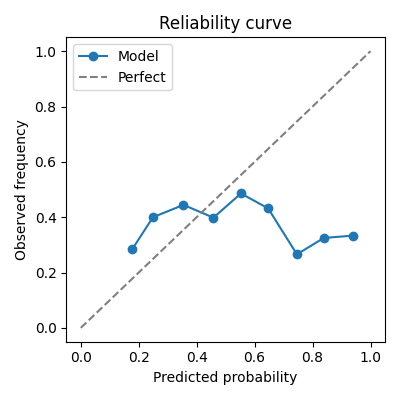 Reliability curve
Model
Perfect
Observed frequency
1.0
0.8
0.6
0.4
0.2
0.0
0.0 0.2 0.4 0.6 0.8 1.0
Predicted probability